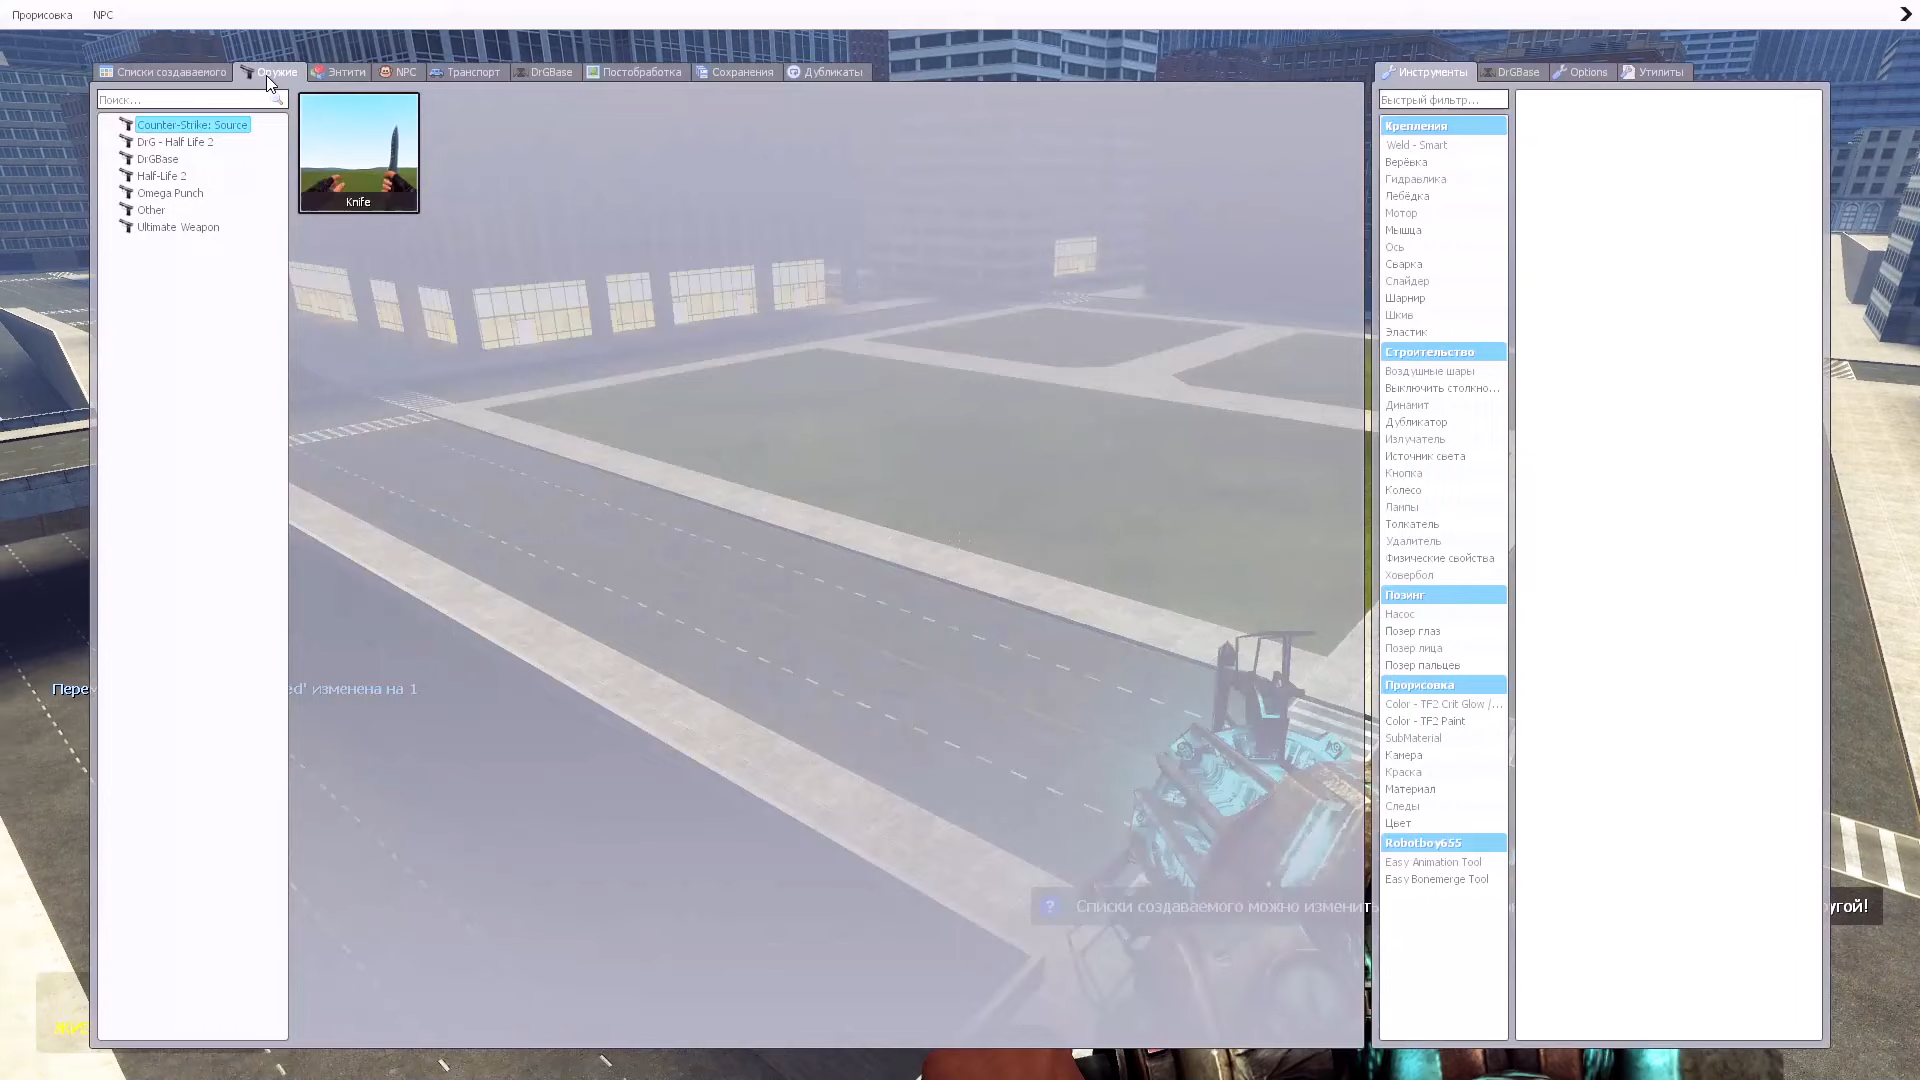 Прорисовка NPC
Списки создаваемого Оружие Энтити NPC Транспорт DrGBase Постобработка Сохранения Дубликаты
Поиск...
Counter-Strike: Source
DrG - Half Life 2
DrGBase
Half-Life 2
Omega Punch
Other
Ultimate Weapon
Knife
Пере
ed' изменена на 1
Списки создаваемого можно изменить
угой!
Инструменты DrGBase Options Утилиты
Быстрый фильтр...
Крепления
Weld - Smart
Верёвка
Гидравлика
Лебёдка
Мотор
Мышца
Ось
Сварка
Слайдер
Шарнир
Шкив
Эластик
Строительство
Воздушные шары
Выключить столкно...
Динамит
Дубликатор
Излучатель
Источник света
Кнопка
Колесо
Лампы
Толкатель
Удалитель
Физические свойства
Ховербол
Позинг
Насос
Позер глаз
Позер лица
Позер пальцев
Прорисовка
Color - TF2 Crit Glow /...
Color - TF2 Paint
SubMaterial
Камера
Краска
Материал
Следы
Цвет
Robotboy655
Easy Animation Tool
Easy Bonemerge Tool